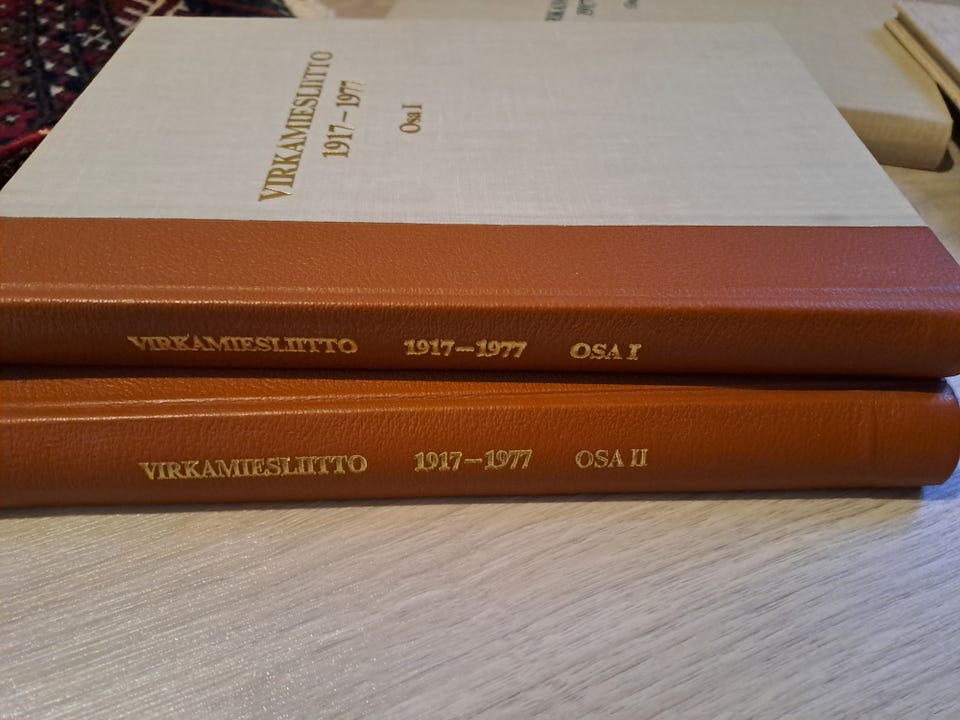 VIRKAMIESLIITTO
1917–1977
Osa I
VIRKAMIESLIITTO 1917–1977 OSA I
VIRKAMIESLIITTO 1917–1977 OSA II